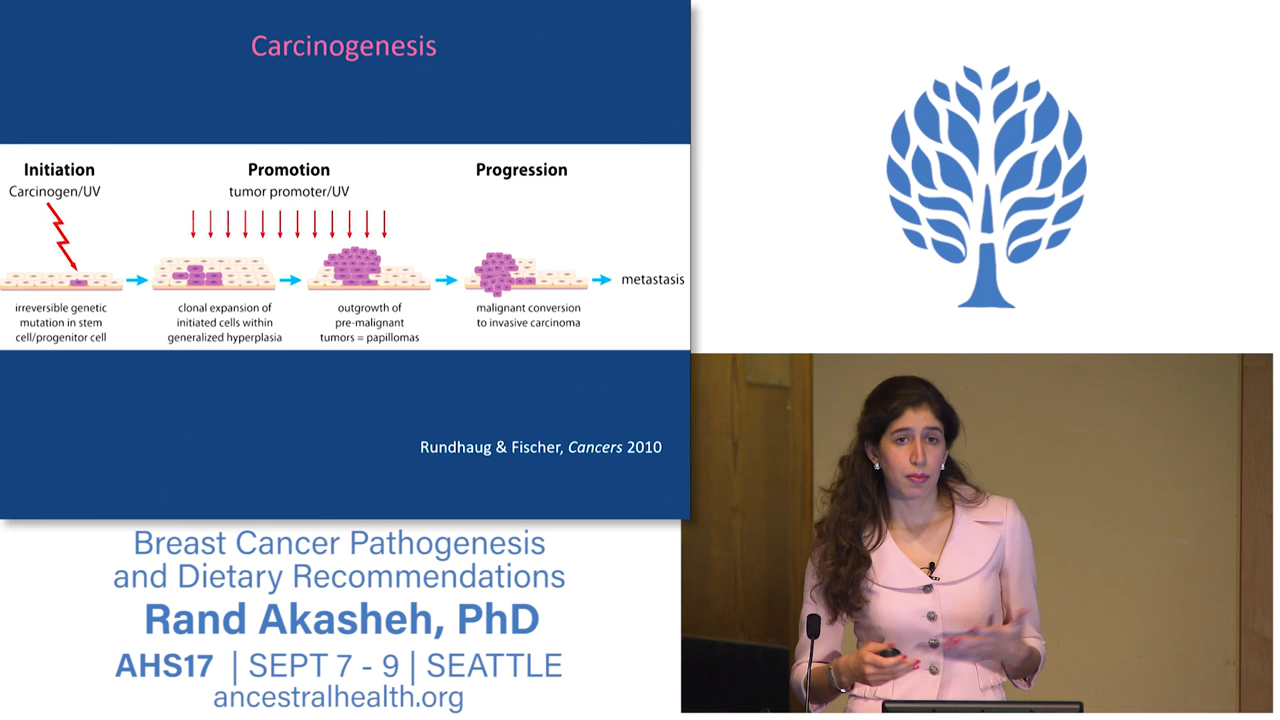 Carcinogenesis
Initiation
Carcinogen/UV
Promotion
tumor promoter/UV
Progression
metastasis
irreversible genetic
mutation in stem
cell/progenitor cell
clonal expansion of
initiated cells within
generalized hyperplasia
outgrowth of
pre-malignant
tumors = papillomas
malignant conversion
to invasive carcinoma
Rundhaug & Fischer, Cancers 2010
Breast Cancer Pathogenesis
and Dietary Recommendations
Rand Akasheh, PhD
AHS17 | SEPT 7 - 9 | SEATTLE
ancestralhealth.org